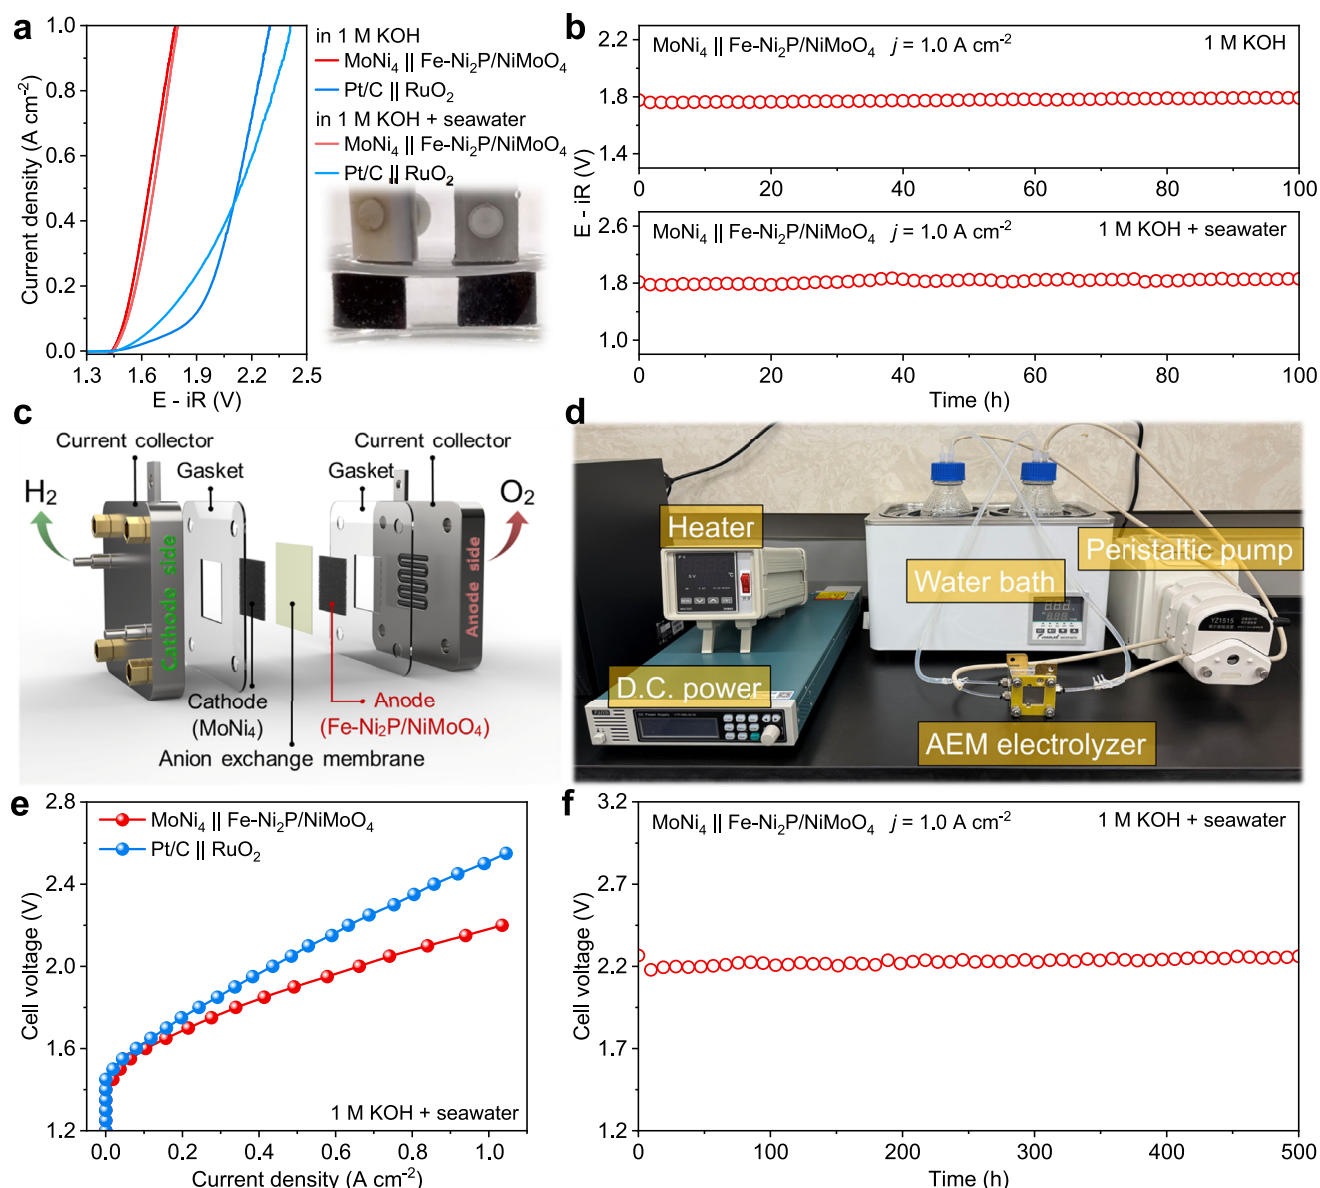 a
in 1 M KOH
MoNi₄ || Fe-Ni₂P/NiMoO₄
Pt/C || RuO₂
in 1 M KOH + seawater
MoNi₄ || Fe-Ni₂P/NiMoO₄
Pt/C || RuO₂
Current density (A cm⁻²)
1.0
0.8
0.6
0.4
0.2
0.0
1.3 1.6 1.9 2.2 2.5
E - iR (V)
b
MoNi₄ || Fe-Ni₂P/NiMoO₄ j = 1.0 A cm⁻² 1 M KOH
2.2
1.8
1.4
0 20 40 60 80 100
E - iR (V)
MoNi₄ || Fe-Ni₂P/NiMoO₄ j = 1.0 A cm⁻² 1 M KOH + seawater
2.6
1.8
1.0
0 20 40 60 80 100
Time (h)
c
Current collector
Gasket
H₂
Cathode side
Current collector
Gasket
O₂
Anode side
Cathode
(MoNi₄)
Anode
(Fe-Ni₂P/NiMoO₄)
Anion exchange membrane
d
Heater
Water bath
Peristaltic pump
YZ1515
D.C. power
AEM electrolyzer
e
MoNi₄ || Fe-Ni₂P/NiMoO₄
Pt/C || RuO₂
Cell voltage (V)
2.8
2.4
2.0
1.6
1.2
1 M KOH + seawater
0.0 0.2 0.4 0.6 0.8 1.0
Current density (A cm⁻²)
f
MoNi₄ || Fe-Ni₂P/NiMoO₄ j = 1.0 A cm⁻² 1 M KOH + seawater
Cell voltage (V)
3.2
2.7
2.2
1.7
1.2
0 100 200 300 400 500
Time (h)